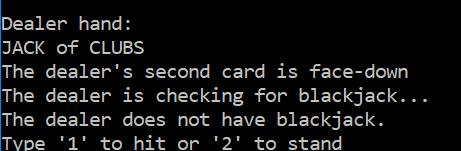 Dealer hand:
JACK of CLUBS
The dealer's second card is face-down
The dealer is checking for blackjack...
The dealer does not have blackjack.
Type '1' to hit or '2' to stand